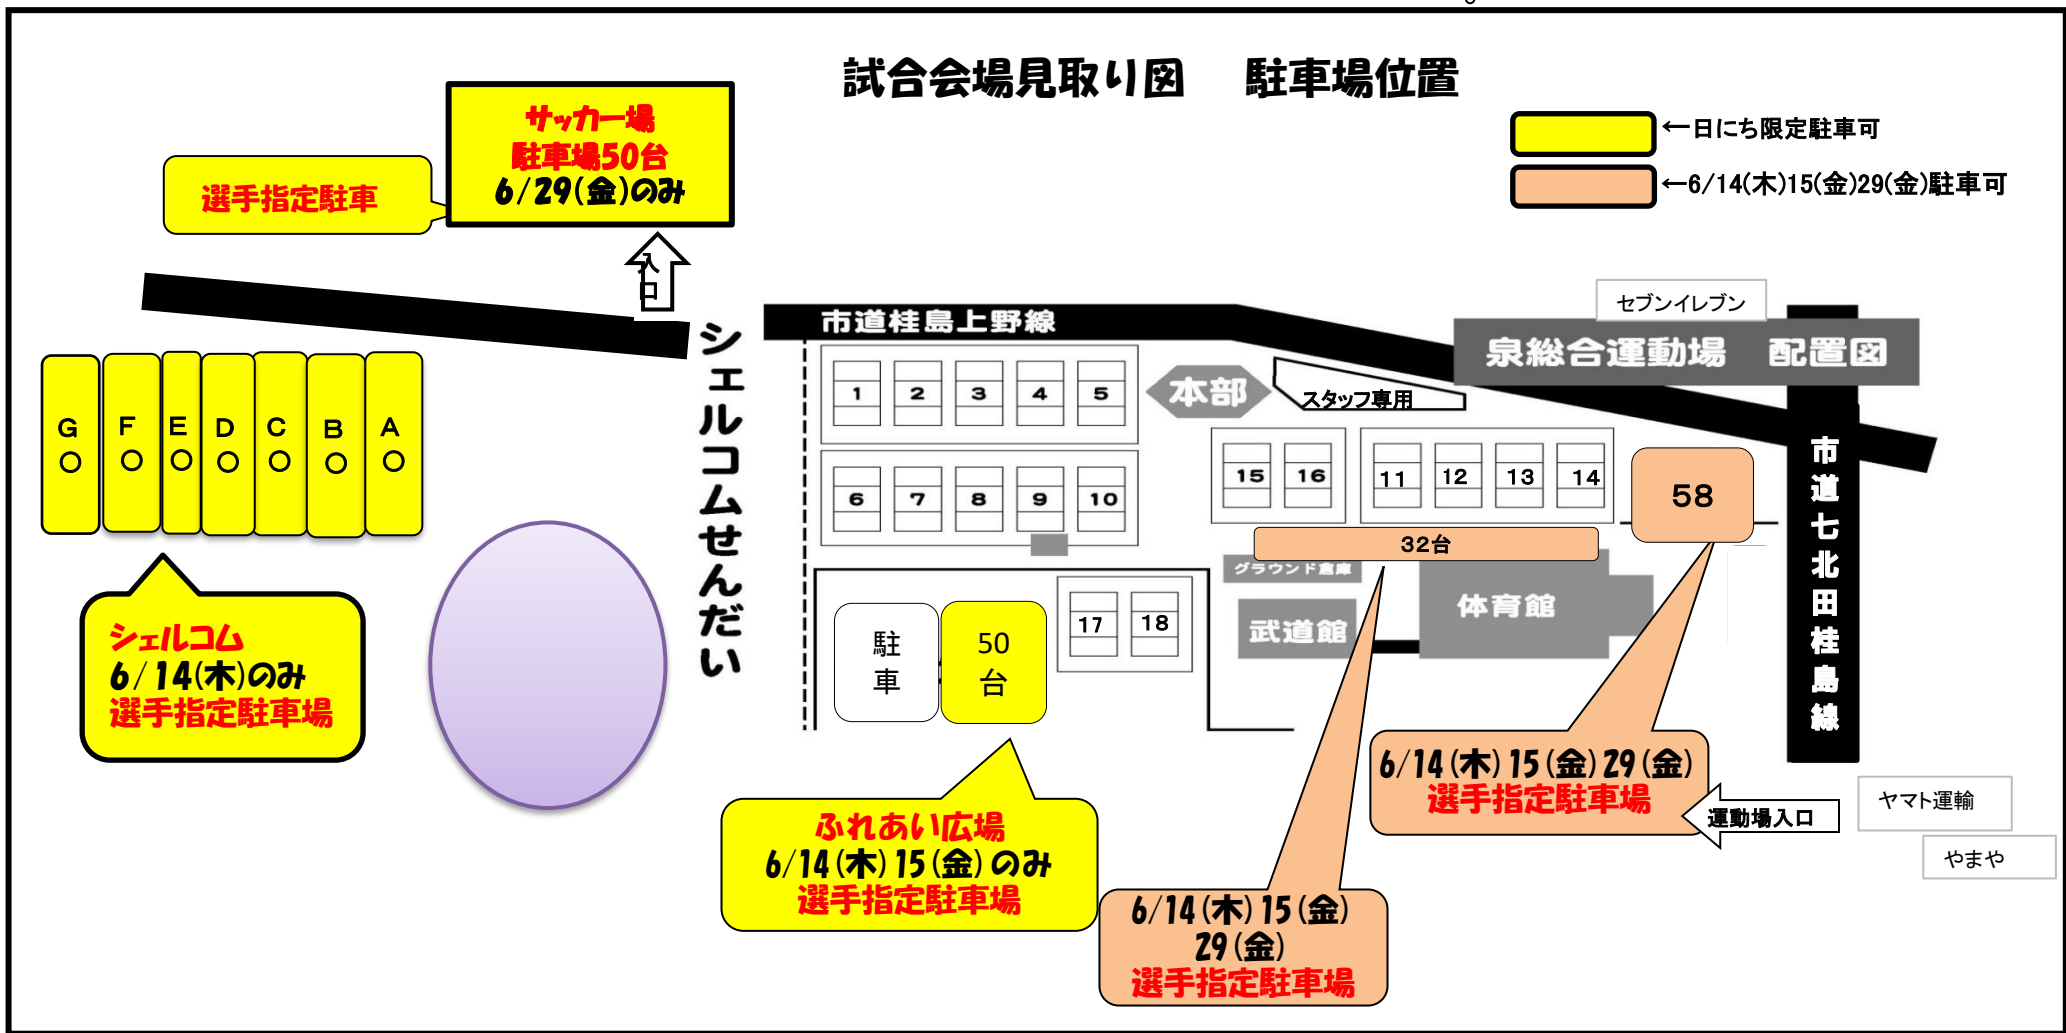 試合会場見取り図　駐車場位置
←日にち限定駐車可
←6/14(木)15(金)29(金)駐車可
サッカー場
駐車場50台
6/29(金)のみ
選手指定駐車
入
口
セブンイレブン
市道桂島上野線
泉総合運動場　配置図
シェルコムせんだい
1 2 3 4 5
本部
スタッフ専用
G F E D C B A
○ ○ ○ ○ ○ ○ ○
6 7 8 9 10
15 16 11 12 13 14
58
市道七北田桂島線
32台
グラウンド倉庫
武道館
体育館
駐
車
50
台
17 18
シェルコム
6/14(木)のみ
選手指定駐車場
6/14(木)15(金)29(金)
選手指定駐車場
運動場入口
ヤマト運輸
やまや
ふれあい広場
6/14(木)15(金)のみ
選手指定駐車場
6/14(木)15(金)
29(金)
選手指定駐車場